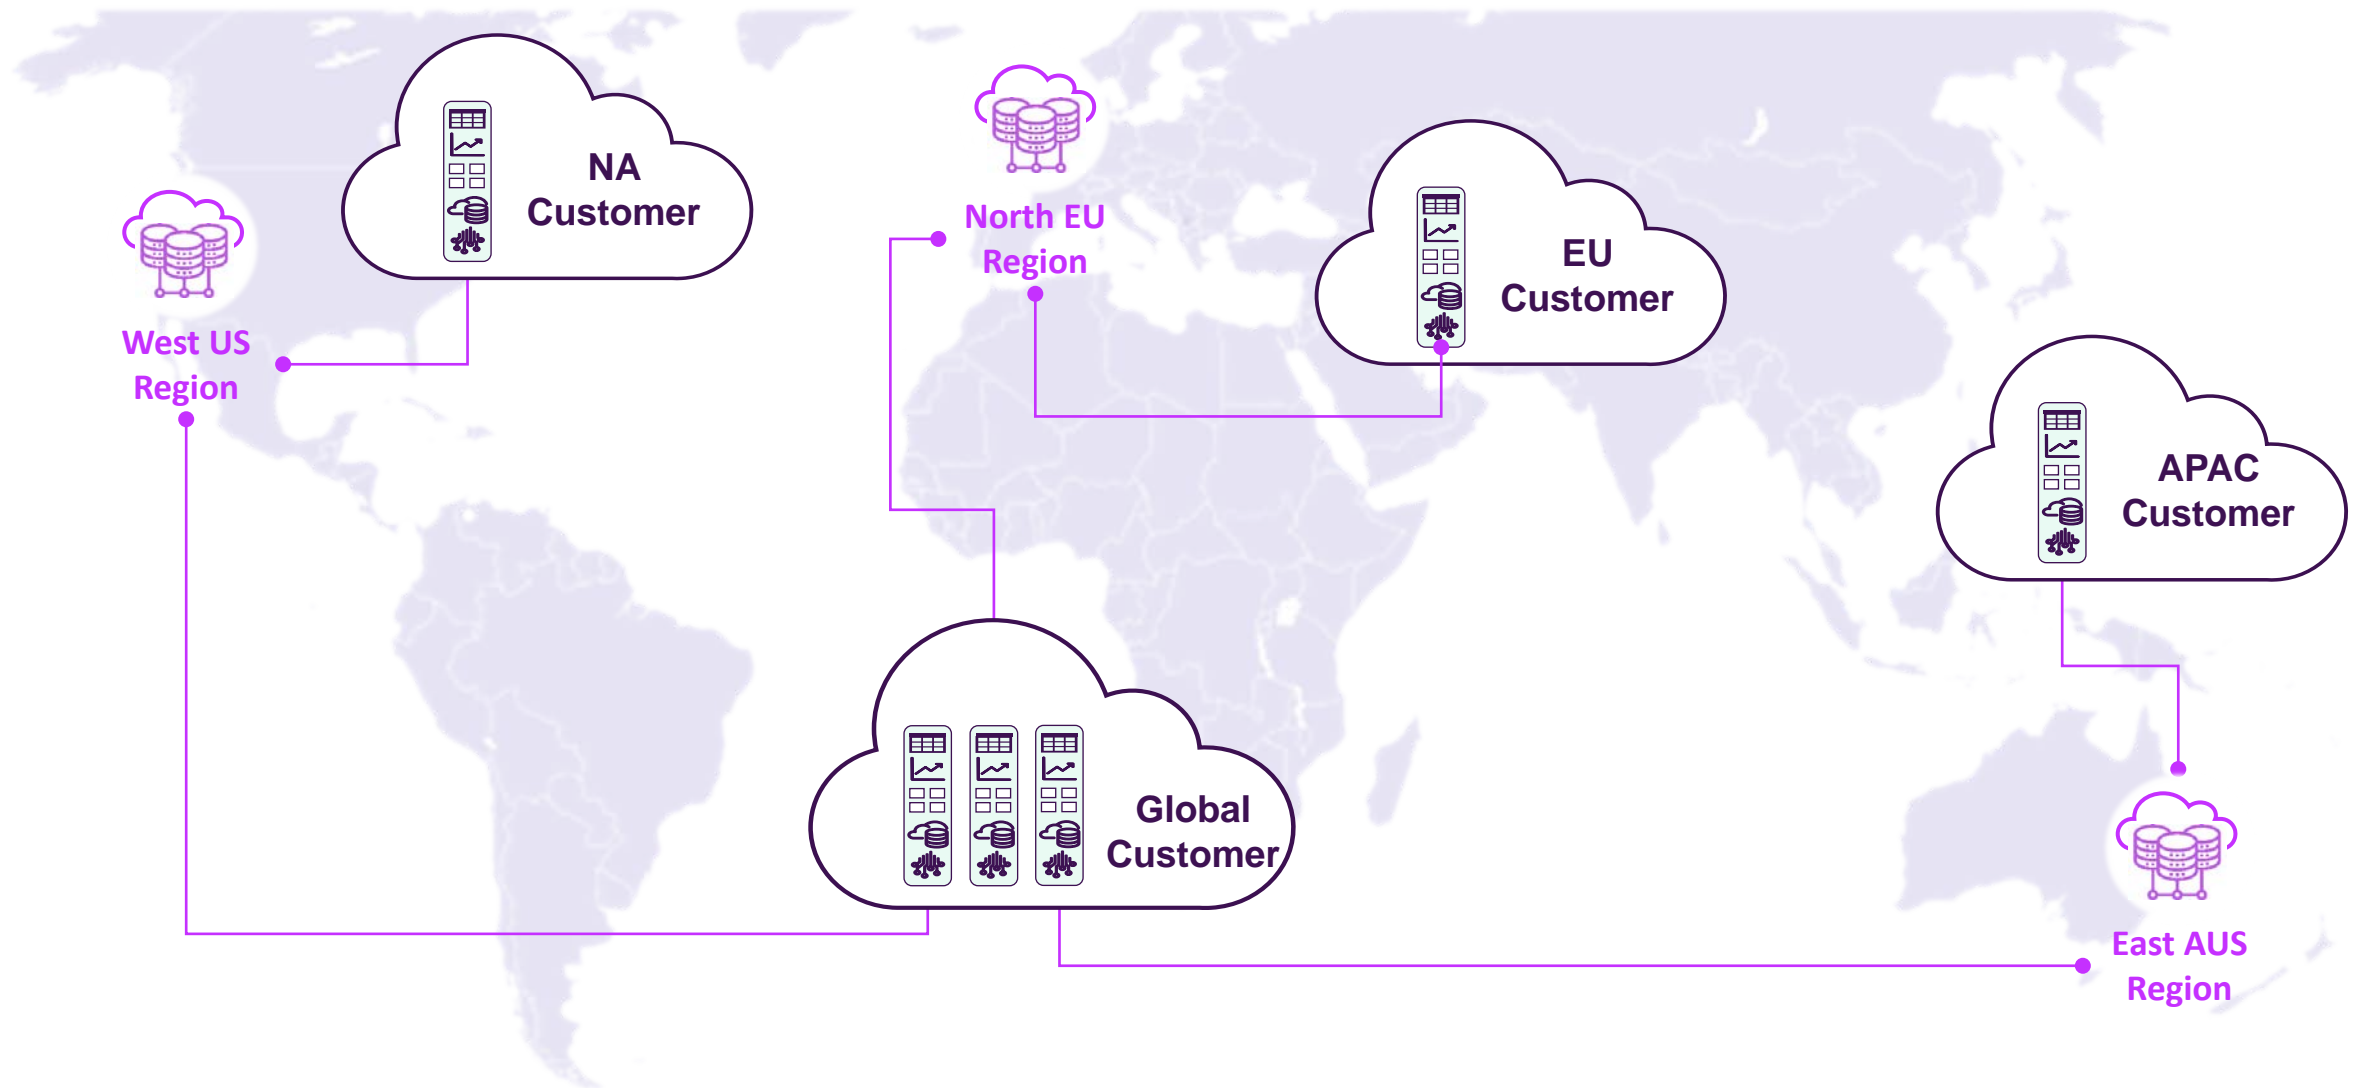 NA
Customer
West US
Region
North EU
Region
EU
Customer
APAC
Customer
Global
Customer
East AUS
Region